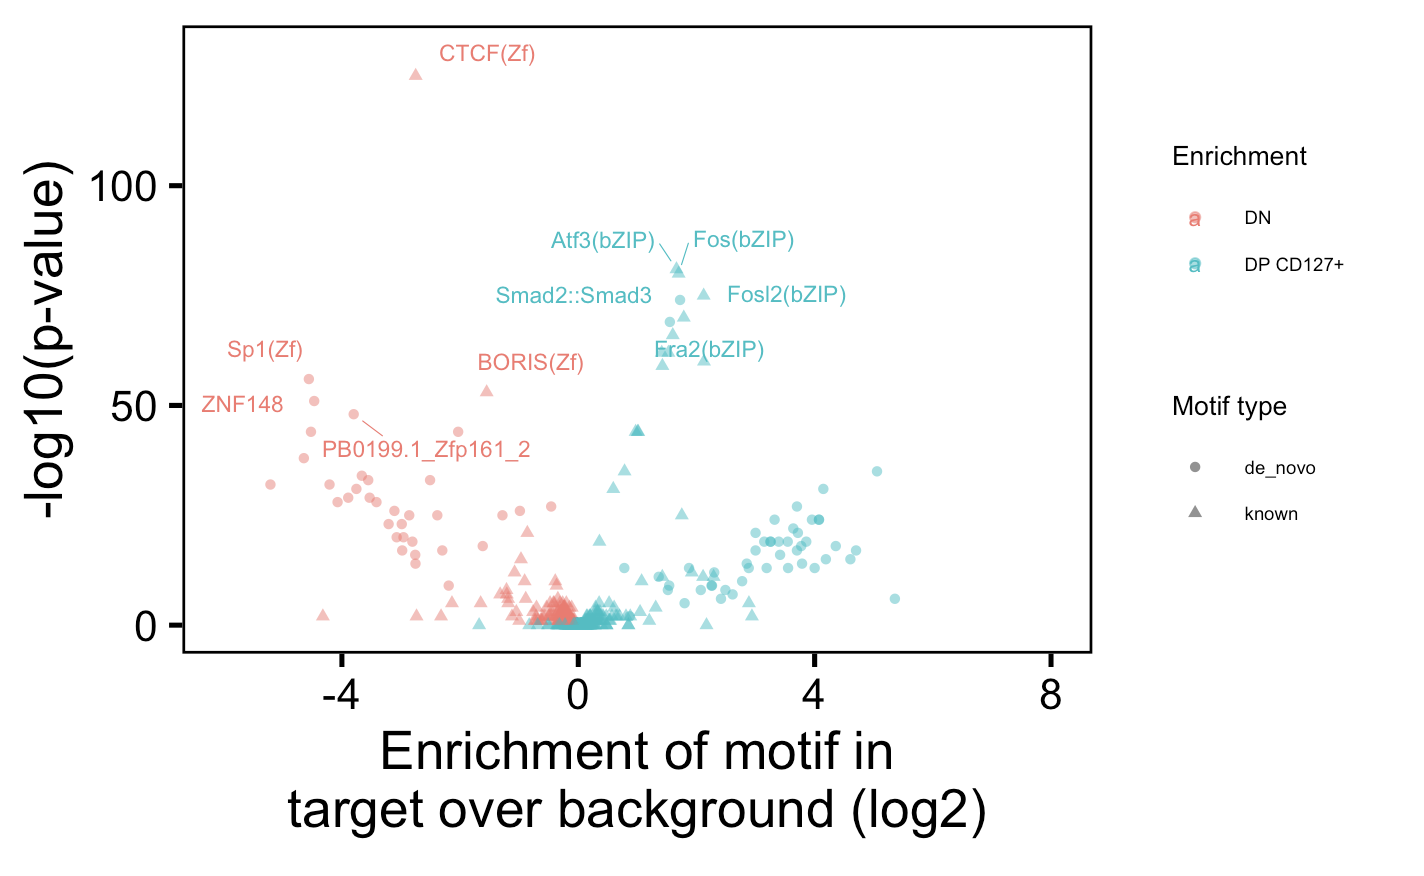 CTCF(Zf)
-log10(p-value)
100
50
0
Atf3(bZIP)
Fos(bZIP)
Smad2::Smad3
Fosl2(bZIP)
Sp1(Zf)
BORIS(Zf)
Fra2(bZIP)
ZNF148
PB0199.1_Zfp161_2
-4
0
4
8
Enrichment of motif in
target over background (log2)
Enrichment
a DN
a DP CD127+
Motif type
de_novo
known